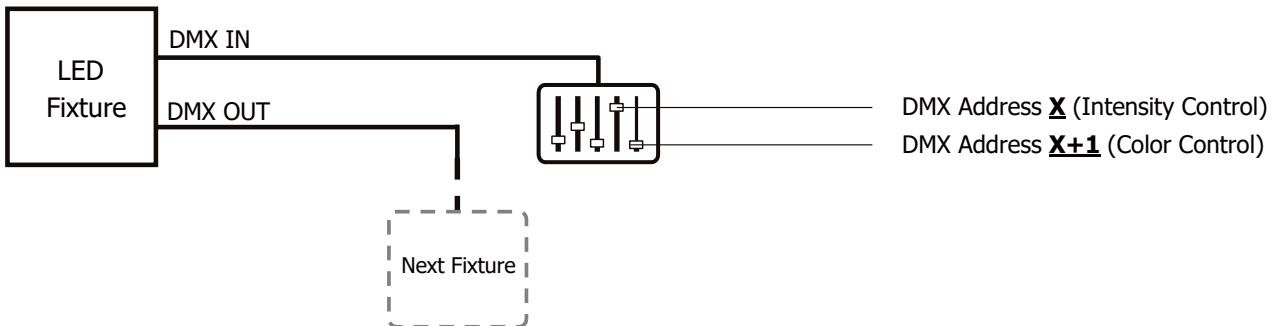 DMX IN
LED
Fixture
DMX OUT
DMX Address X (Intensity Control)
DMX Address X+1 (Color Control)
Next Fixture